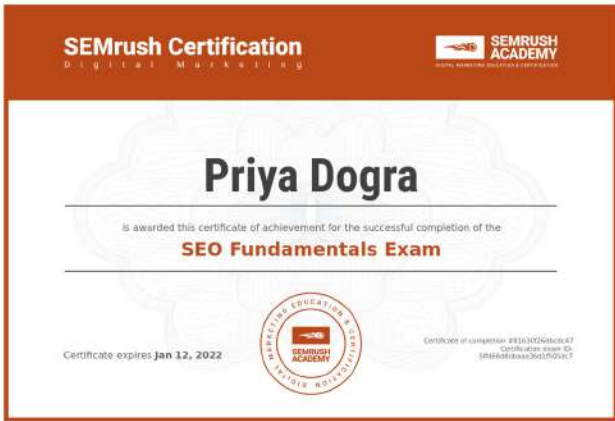 SEMrush Certification
Digital Marketing
SEMRUSH
ACADEMY
DIGITAL MARKETING EDUCATION & CERTIFICATION
Priya Dogra
is awarded this certificate of achievement for the successful completion of the
SEO Fundamentals Exam
DIGITAL MARKETING EDUCATION & CERTIFICATION
SEMRUSH
ACADEMY
Certificate expires Jan 12, 2022
Certificate of completion
Certification exam ID-